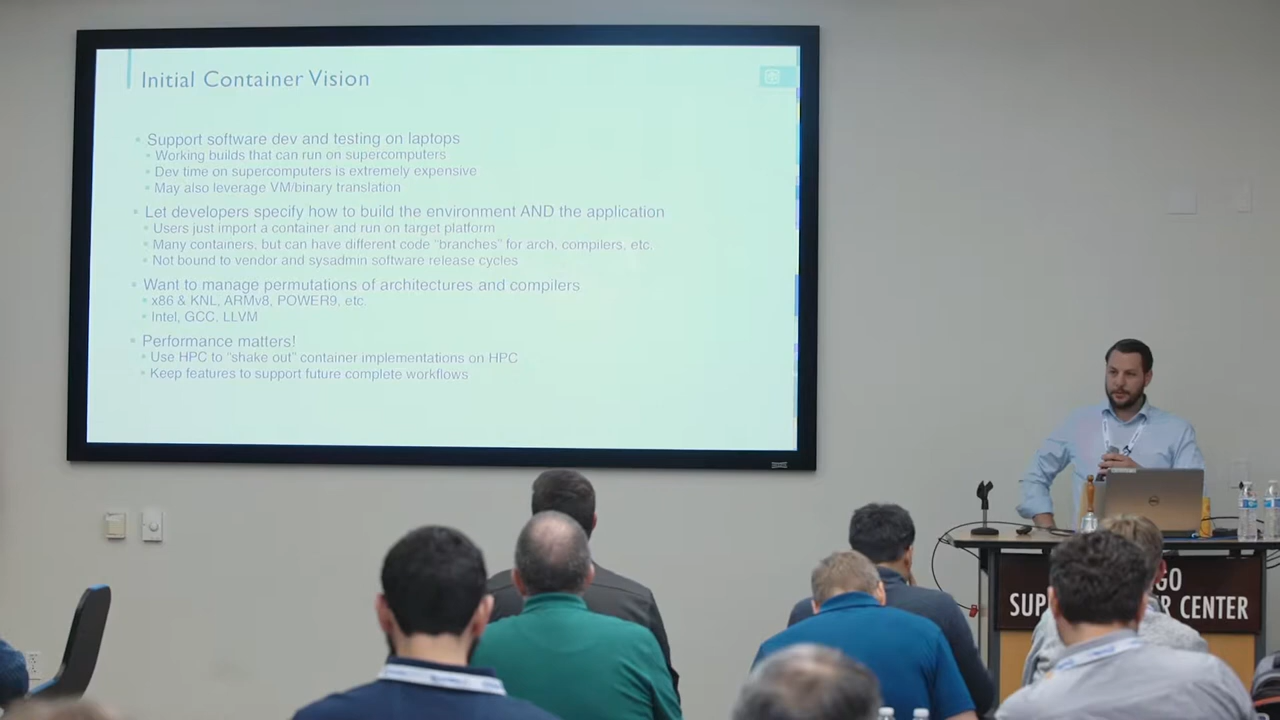 Initial Container Vision
Support software dev and testing on laptops
Working builds that can run on supercomputers
Dev time on supercomputers is extremely expensive
May also leverage VM/binary translation
Let developers specify how to build the environment AND the application
Users just import a container and run on target platform
Many containers, but can have different code "branches" for arch, compilers, etc.
Not bound to vendor and sysadmin software release cycles
Want to manage permutations of architectures and compilers
x86 & KNL, ARMv8, POWER9, etc.
Intel, GCC, LLVM
Performance matters!
Use HPC to "shake out" container implementations on HPC
Keep features to support future complete workflows
DELL
GO
SUP R CENTER